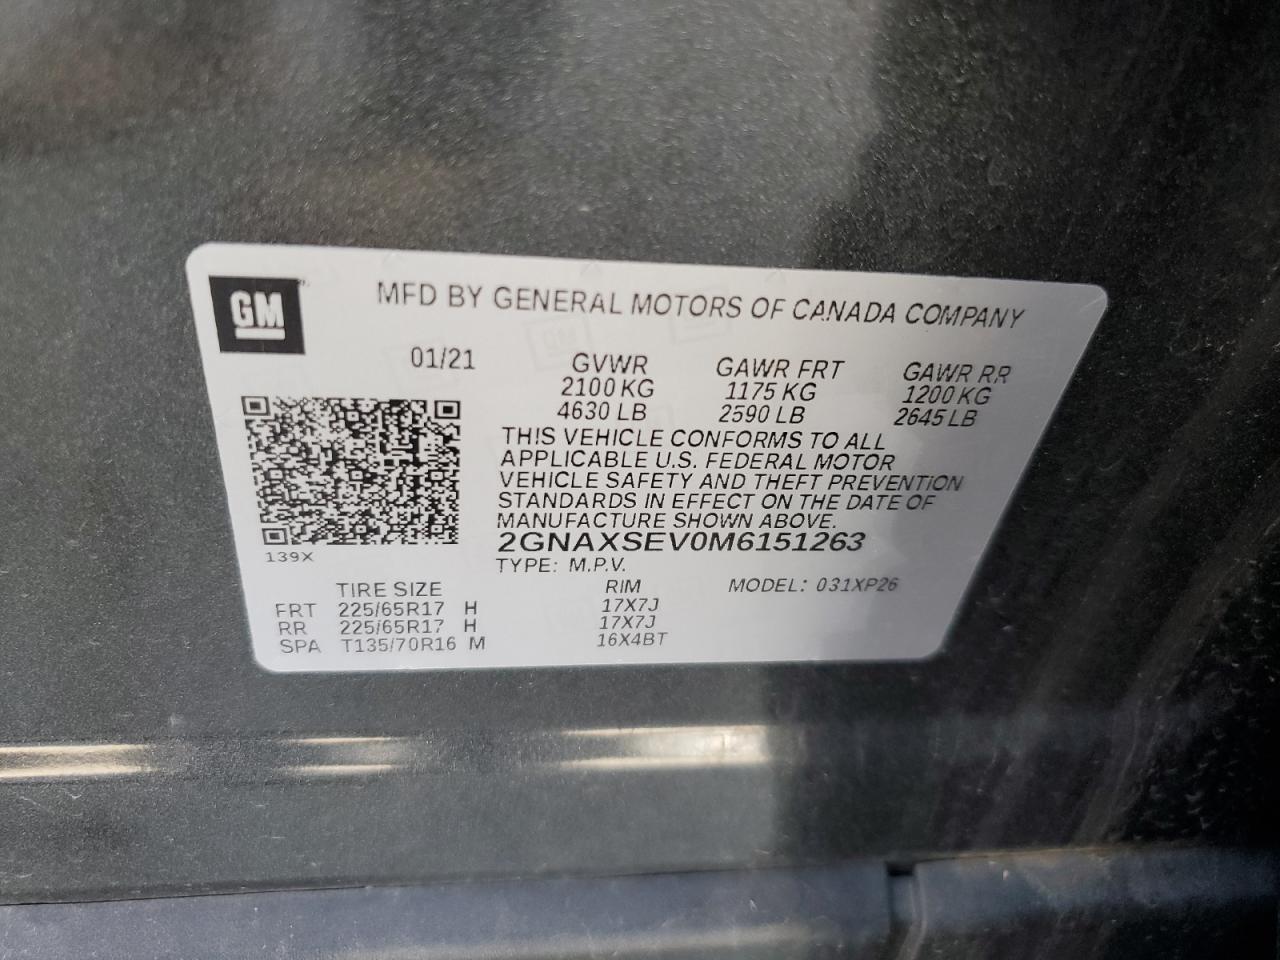 GM
MFD BY GENERAL MOTORS OF CANADA COMPANY
01/21
GVWR GAWR FRT GAWR RR
2100 KG 1175 KG 1200 KG
4630 LB 2590 LB 2645 LB
THIS VEHICLE CONFORMS TO ALL
APPLICABLE U.S. FEDERAL MOTOR
VEHICLE SAFETY AND THEFT PREVENTION
STANDARDS IN EFFECT ON THE DATE OF
MANUFACTURE SHOWN ABOVE.
2GNAXSEV0M6151263
139X
TYPE: M.P.V.
TIRE SIZE RIM MODEL: 031XP26
FRT 225/65R17 H 17X7J
RR 225/65R17 H 17X7J
SPA T135/70R16 M 16X4BT